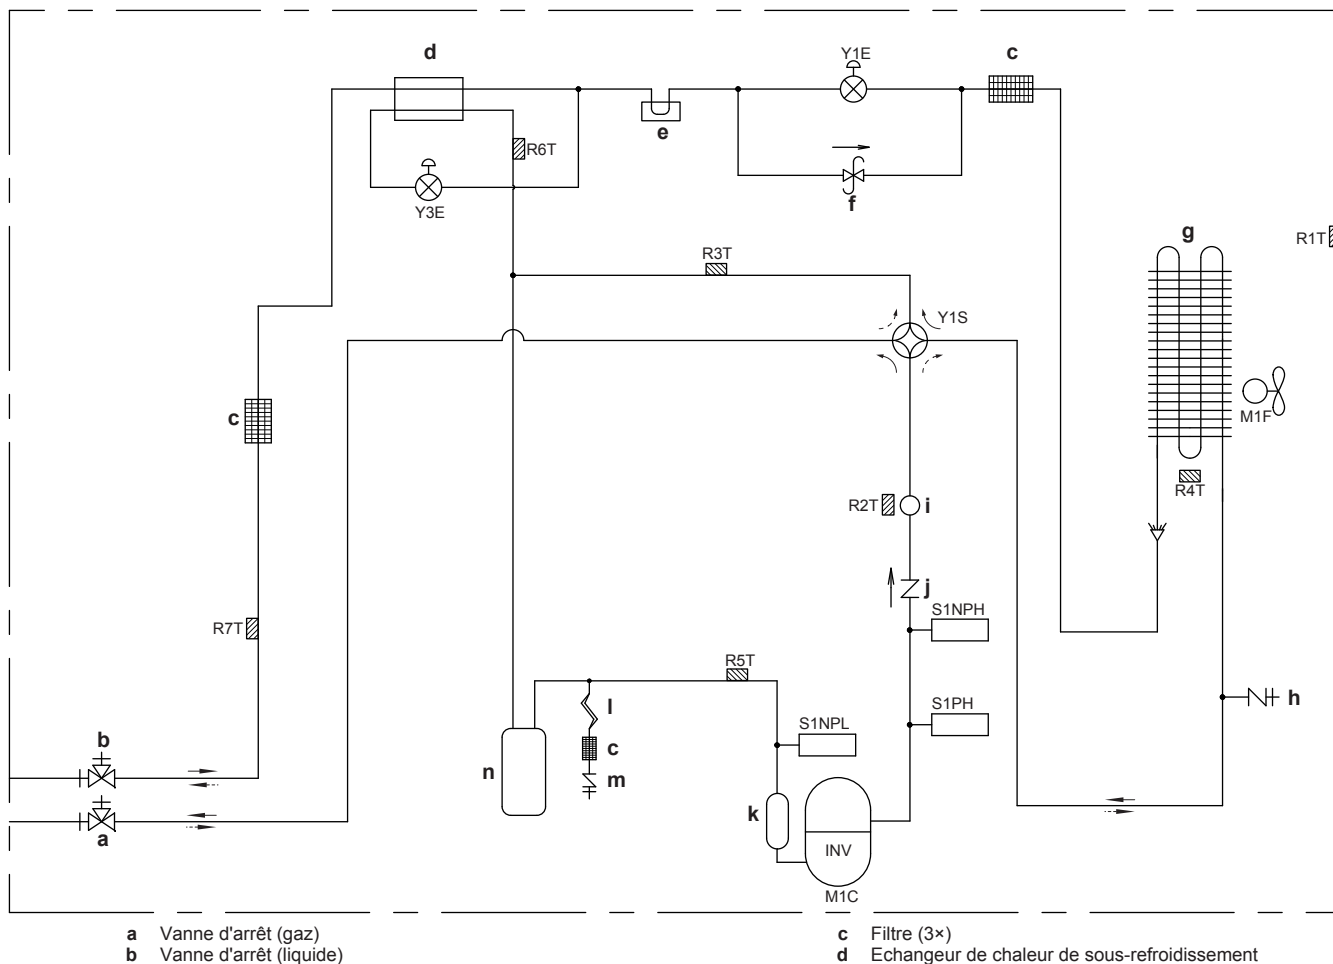 d
Y1E
c
e
R6T
Y3E
f
g
R1T
R3T
Y1S
c
M1F
R4T
R2T
i
j
S1NPH
R7T
R5T
l
S1NPL
S1PH
h
b
n
c
m
k
a
INV
M1C
a Vanne d'arrêt (gaz)
b Vanne d'arrêt (liquide)
c Filtre (3×)
d Echangeur de chaleur de sous-refroidissement